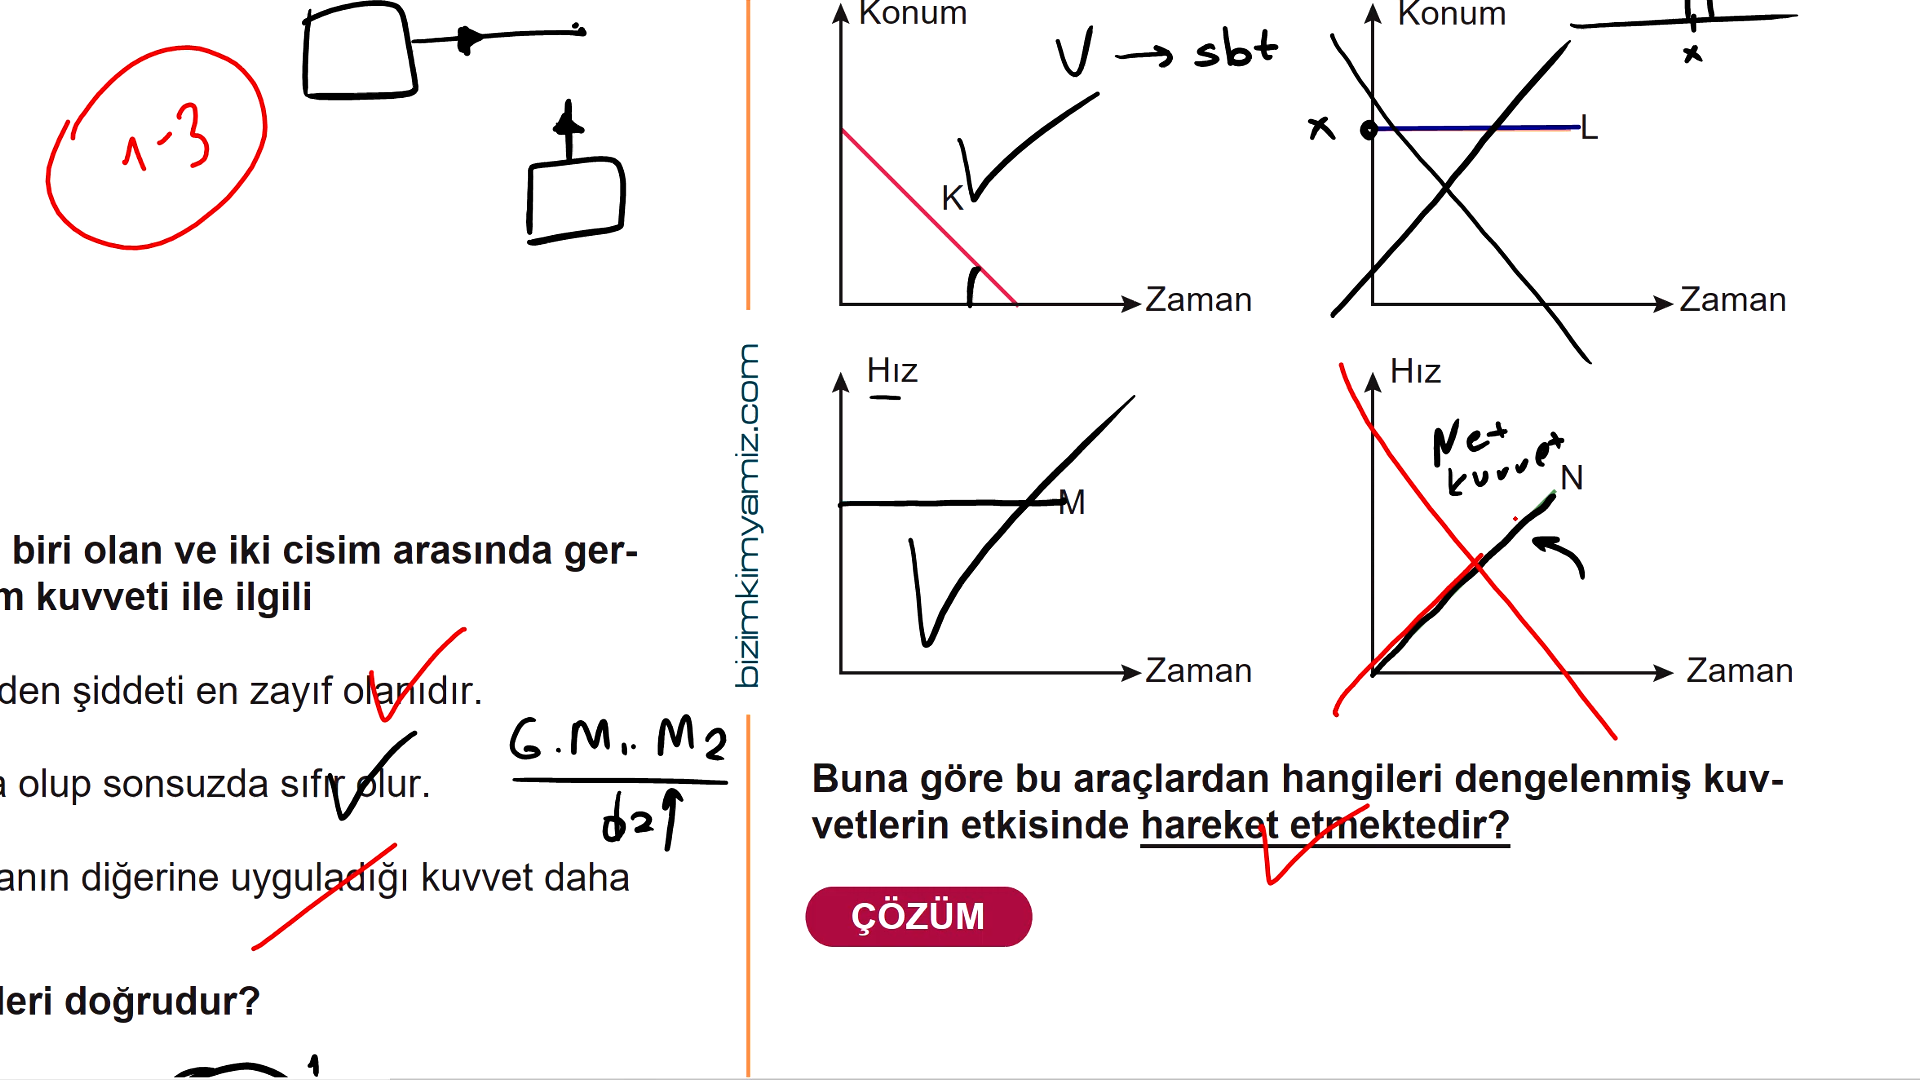 1-3
biri olan ve iki cisim arasında ger-
m kuvveti ile ilgili
den şiddeti en zayıf olanıdır.
a olup sonsuzda sıfır olur.
G.M1.M2
d2↑
anın diğerine uyguladığı kuvvet daha
leri doğrudur?
1
bizimkimyamiz.com
Konum
V → sbt
K
Zaman
Konum
x
x
L
Zaman
Hız
M
Zaman
Hız
Net
kuvvet
N
Zaman
Buna göre bu araçlardan hangileri dengelenmiş kuv-
vetlerin etkisinde hareket etmektedir?
ÇÖZÜM